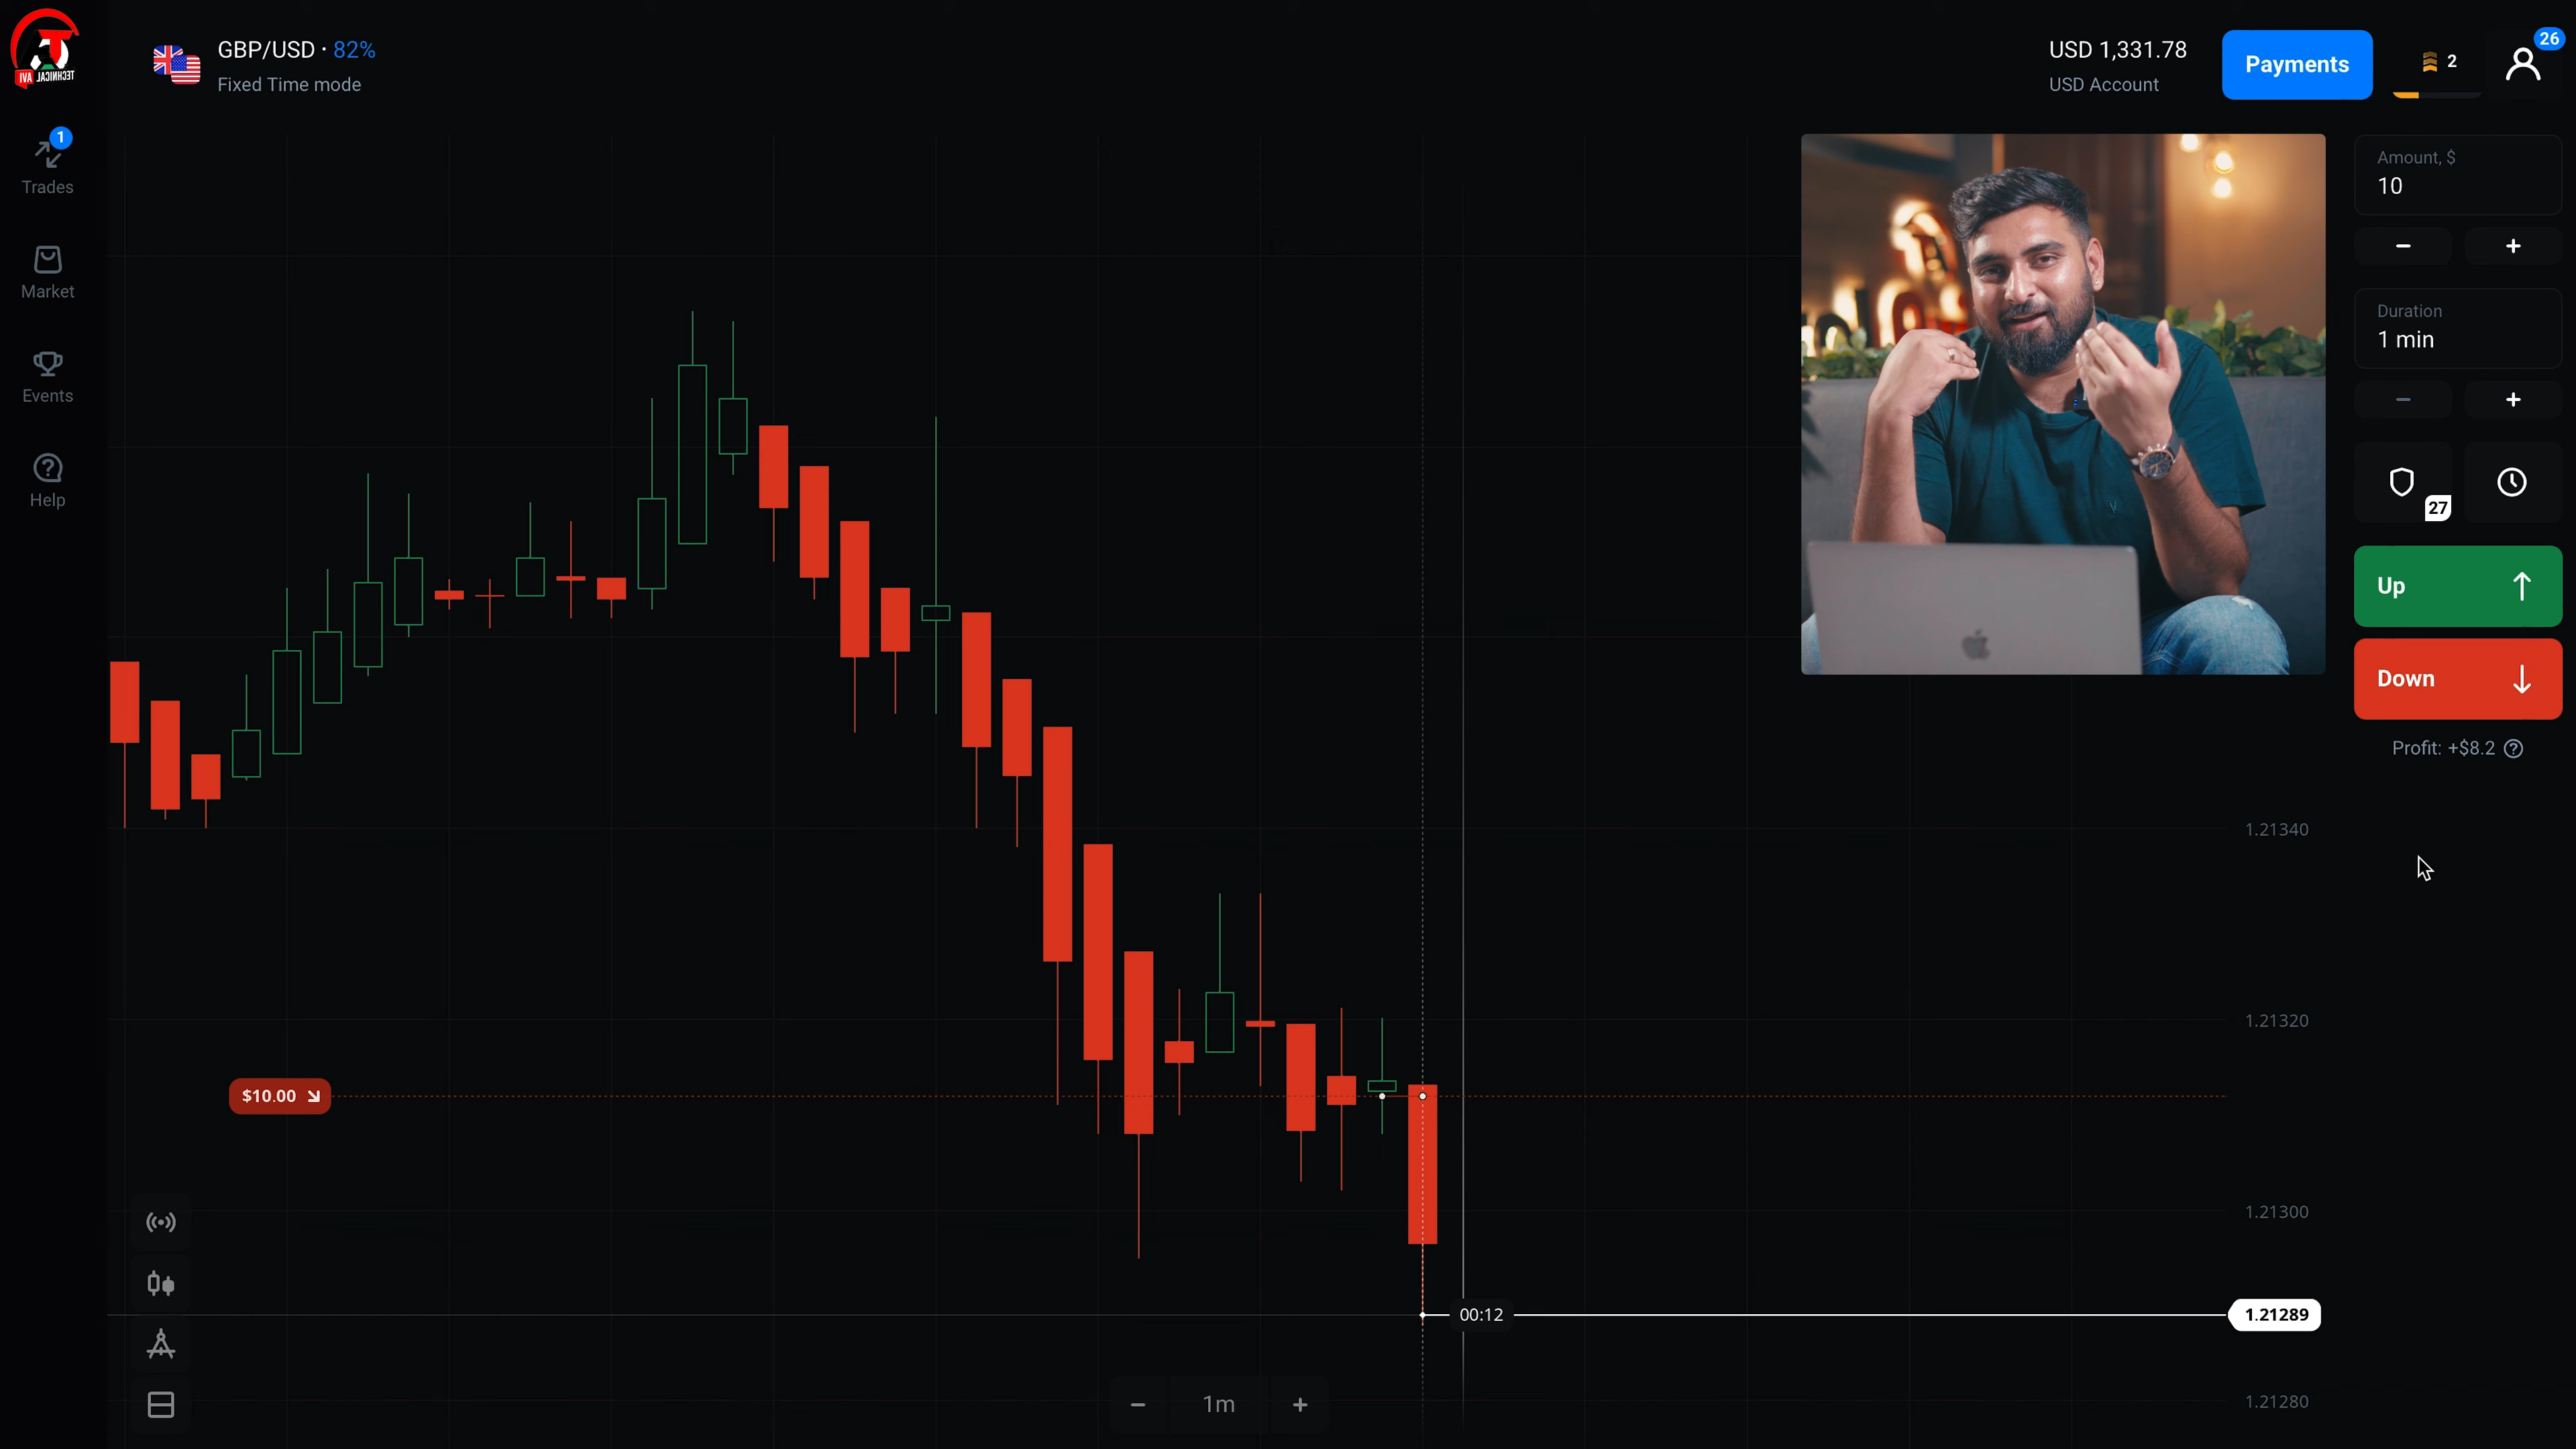 GBP/USD · 82%
Fixed Time mode
USD 1,331.78
USD Account
Payments
2
26
TECHNICAL AVI
1
Trades
Market
Events
Help
Amount, $
10
Duration
1 min
27
Up
Down
Profit: +$8.2
1.21340
1.21320
1.21300
1.21280
$10.00
00:12
1.21289
1m